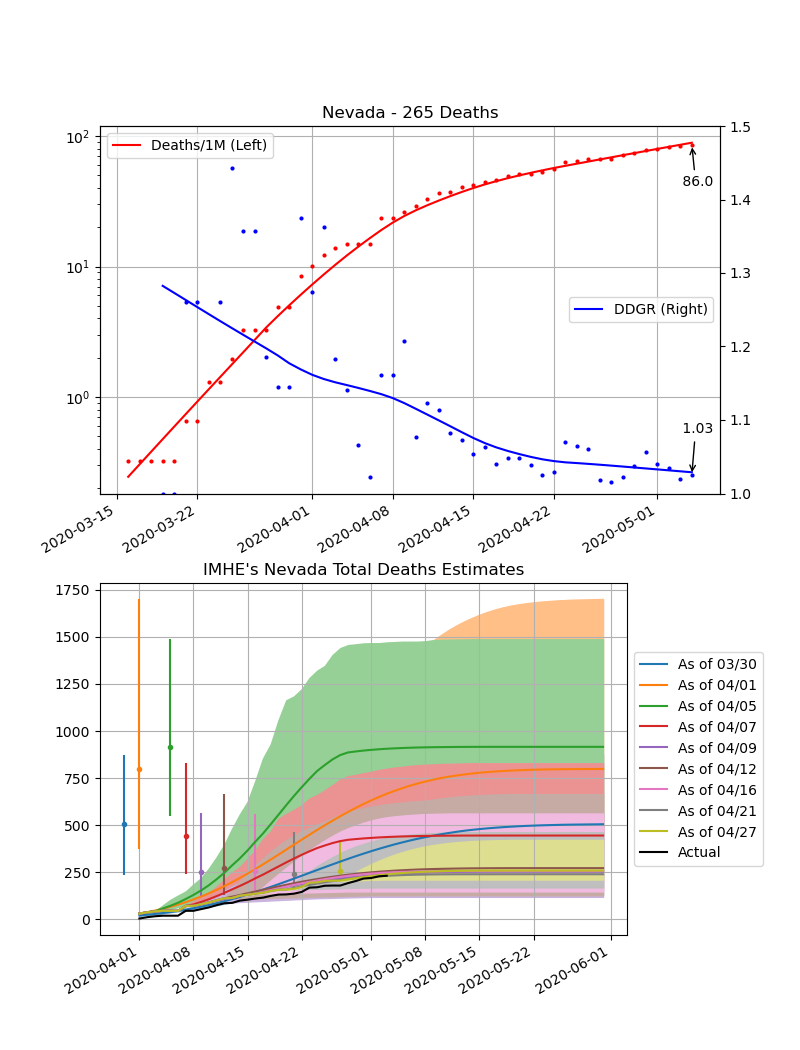 Nevada - 265 Deaths
10²
10¹
10⁰
Deaths/1M (Left)
DDGR (Right)
86.0
1.03
1.5
1.4
1.3
1.2
1.1
1.0
2020-03-15
2020-03-22
2020-04-01
2020-04-08
2020-04-15
2020-04-22
2020-05-01
IMHE's Nevada Total Deaths Estimates
1750
1500
1250
1000
750
500
250
0
2020-04-01
2020-04-08
2020-04-15
2020-04-22
2020-05-01
2020-05-08
2020-05-15
2020-05-22
2020-06-01
As of 03/30
As of 04/01
As of 04/05
As of 04/07
As of 04/09
As of 04/12
As of 04/16
As of 04/21
As of 04/27
Actual